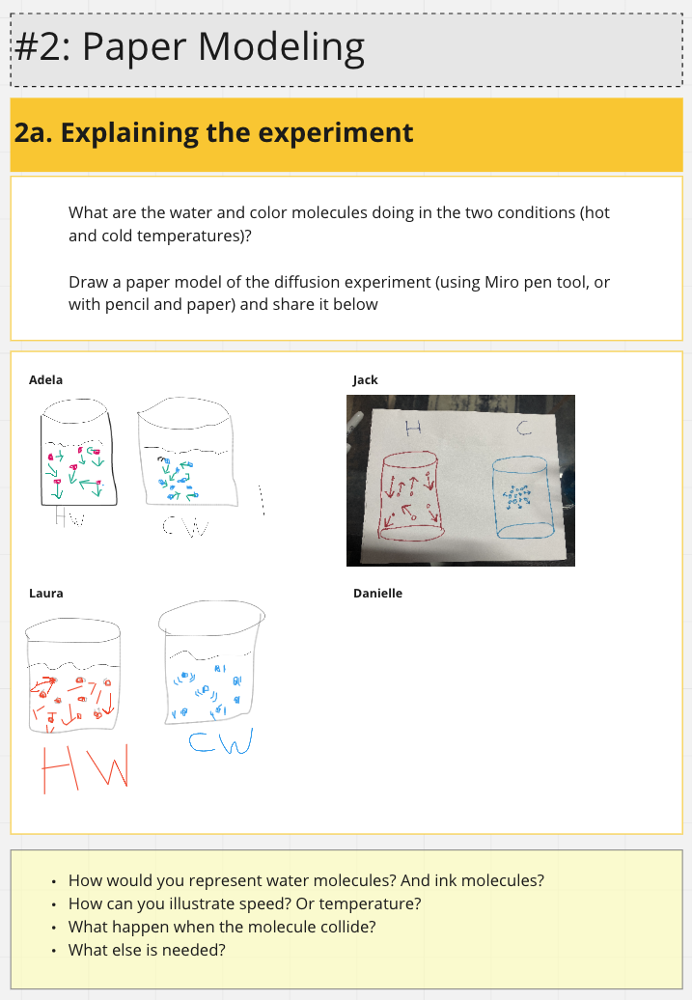 #2: Paper Modeling
2a. Explaining the experiment
What are the water and color molecules doing in the two conditions (hot
and cold temperatures)?
Draw a paper model of the diffusion experiment (using Miro pen tool, or
with pencil and paper) and share it below
Adela
HW
CW
Jack
H
C
Laura
HW
CW
Danielle
• How would you represent water molecules? And ink molecules?
• How can you illustrate speed? Or temperature?
• What happen when the molecule collide?
• What else is needed?